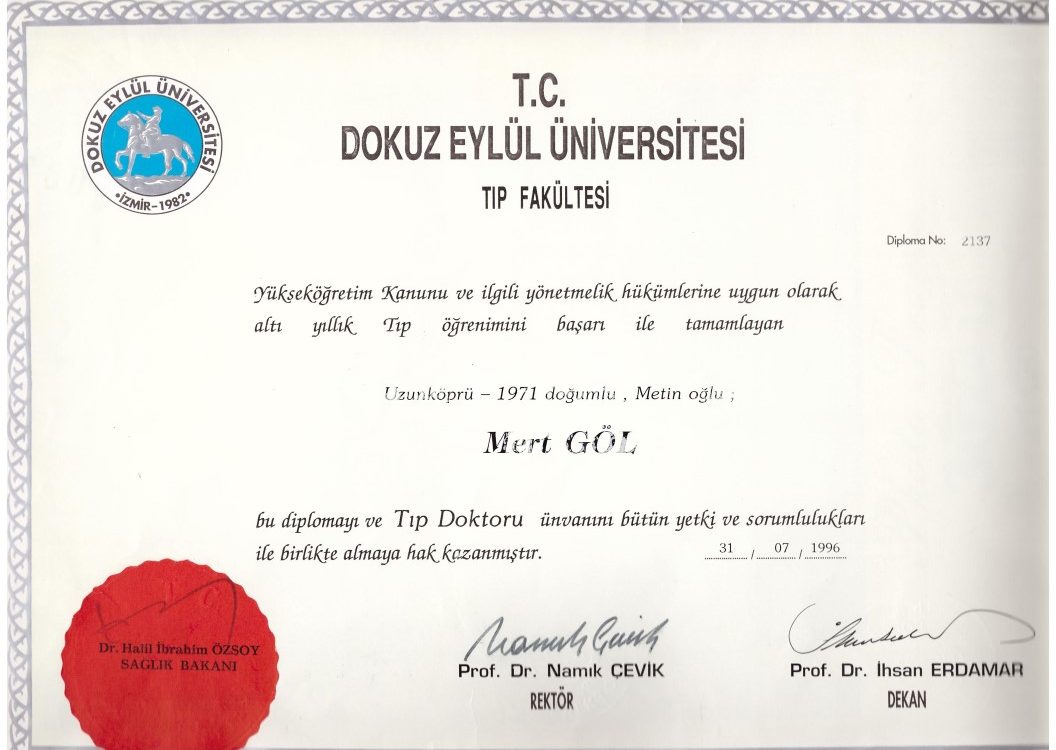 DOKUZ EYLÜL ÜNİVERSİTESİ
•İZMİR-1982•
T.C.
DOKUZ EYLÜL ÜNİVERSİTESİ
TIP FAKÜLTESİ
Diploma No: 2137
Yükseköğretim Kanunu ve ilgili yönetmelik hükümlerine uygun olarak
altı yıllık Tıp öğrenimini başarı ile tamamlayan
Uzunköprü – 1971 doğumlu , Metin oğlu ;
Mert GÖL
bu diplomayı ve Tıp Doktoru ünvanını bütün yetki ve sorumlulukları
ile birlikte almaya hak kazanmıştır. 31 / 07 / 1996
Dr. Halil İbrahim ÖZSOY
SAĞLIK BAKANI
Prof. Dr. Namık ÇEVİK
REKTÖR
Prof. Dr. İhsan ERDAMAR
DEKAN